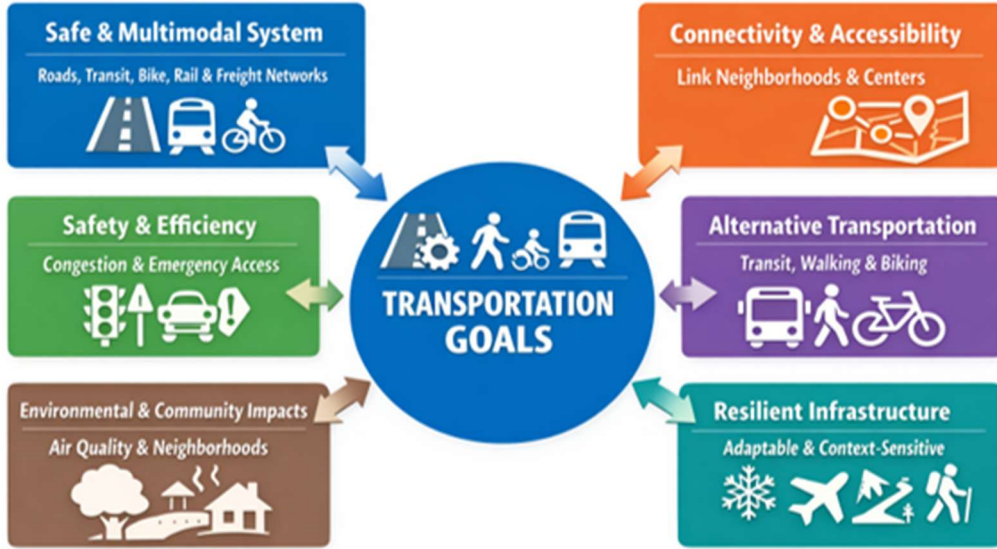 Safe & Multimodal System
Roads, Transit, Bike, Rail & Freight Networks
Connectivity & Accessibility
Link Neighborhoods & Centers
Safety & Efficiency
Congestion & Emergency Access
TRANSPORTATION
GOALS
Alternative Transportation
Transit, Walking & Biking
Environmental & Community Impacts
Air Quality & Neighborhoods
Resilient Infrastructure
Adaptable & Context-Sensitive